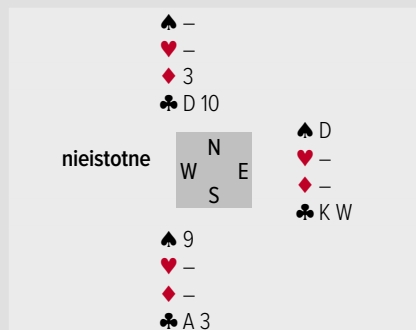 ♠ –
♥ –
♦ 3
♣ D 10
nieistotne
N
W E
S
♠ D
♥ –
♦ –
♣ K W
♠ 9
♥ –
♦ –
♣ A 3